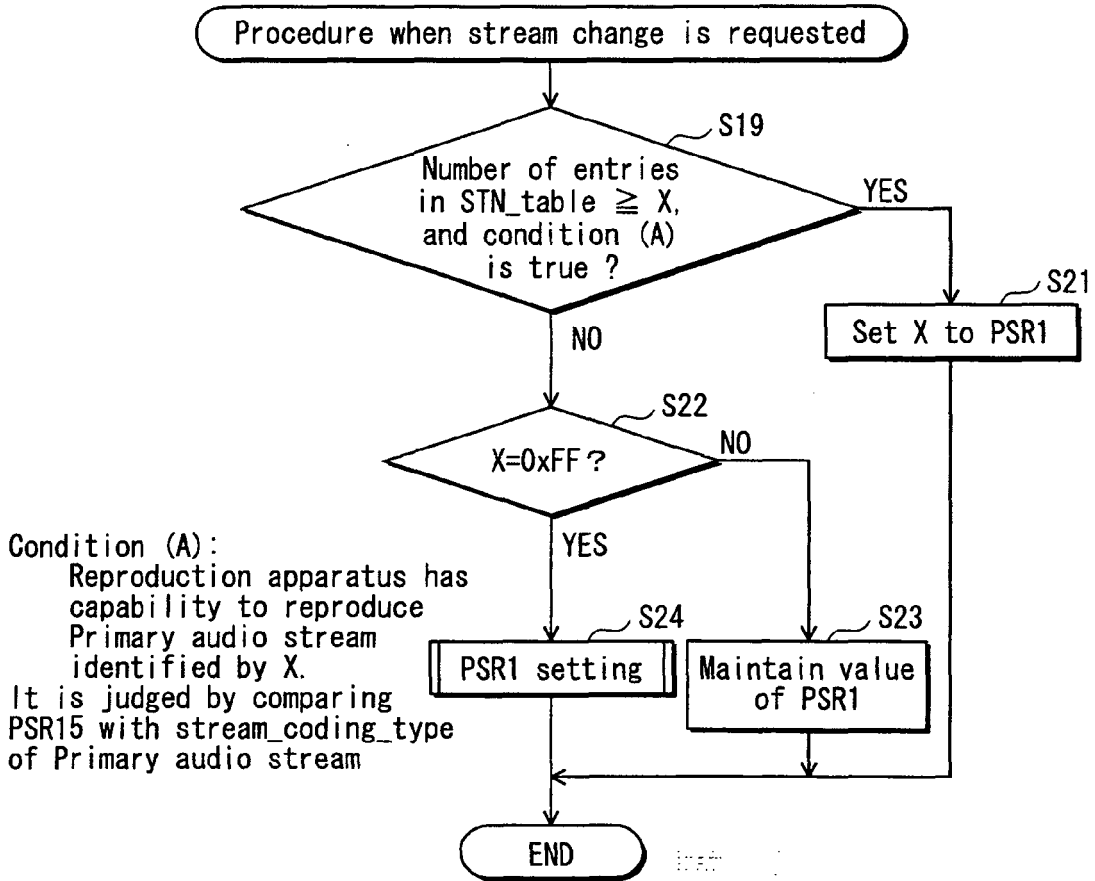 Procedure when stream change is requested
S19
Number of entries
in STN_table ≧ X,
and condition (A)
is true ?
YES
S21
Set X to PSR1
NO
S22
X=0xFF?
NO
YES
Condition (A):
Reproduction apparatus has
capability to reproduce
Primary audio stream
identified by X.
It is judged by comparing
PSR15 with stream_coding_type
of Primary audio stream
S24
PSR1 setting
S23
Maintain value
of PSR1
END